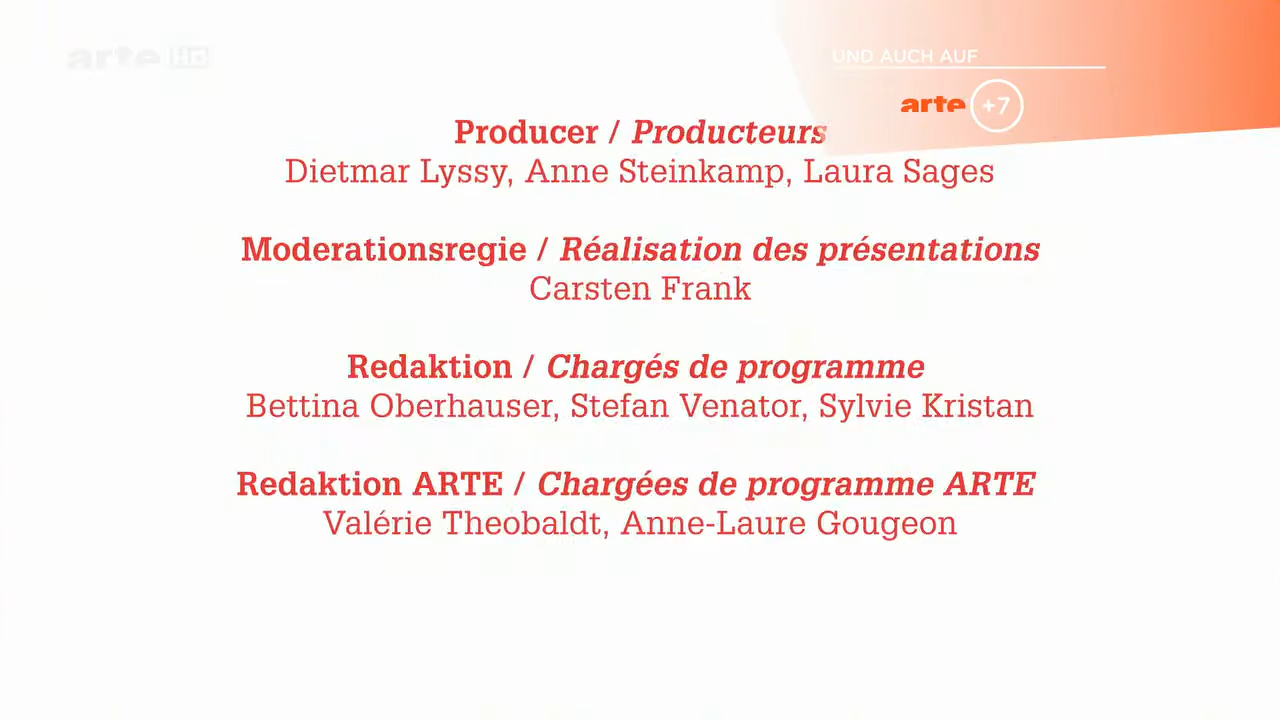 arte HD
UND AUCH AUF
arte +7
Producer / Producteurs
Dietmar Lyssy, Anne Steinkamp, Laura Sages
Moderationsregie / Réalisation des présentations
Carsten Frank
Redaktion / Chargés de programme
Bettina Oberhauser, Stefan Venator, Sylvie Kristan
Redaktion ARTE / Chargées de programme ARTE
Valérie Theobaldt, Anne-Laure Gougeon